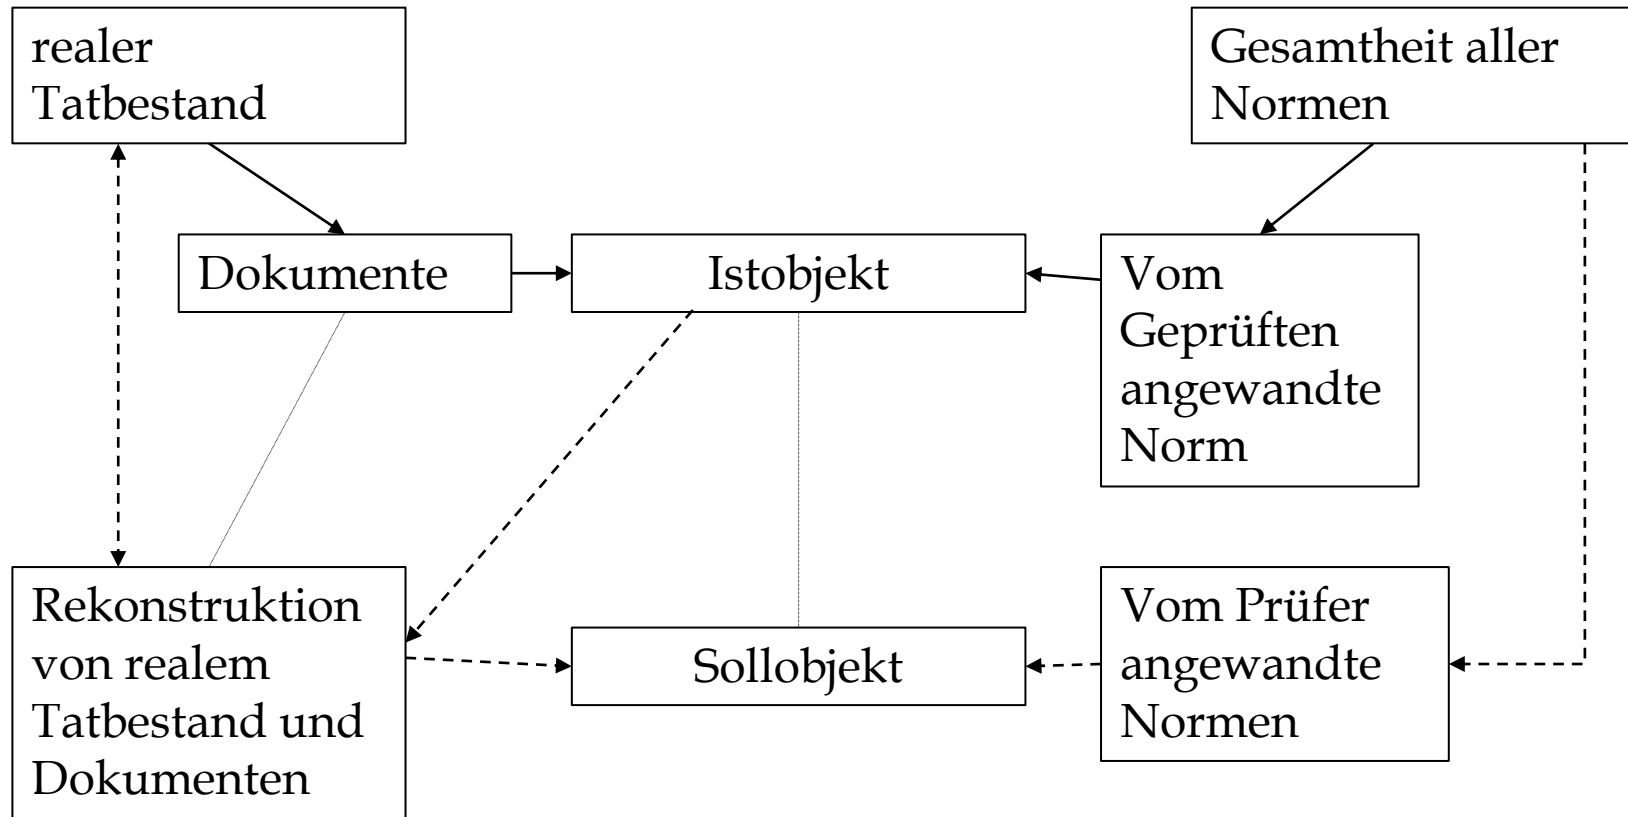 realer
Tatbestand
Gesamtheit aller
Normen
Dokumente
Istobjekt
Vom
Geprüften
angewandte
Norm
Rekonstruktion
von realem
Tatbestand und
Dokumenten
Sollobjekt
Vom Prüfer
angewandte
Normen